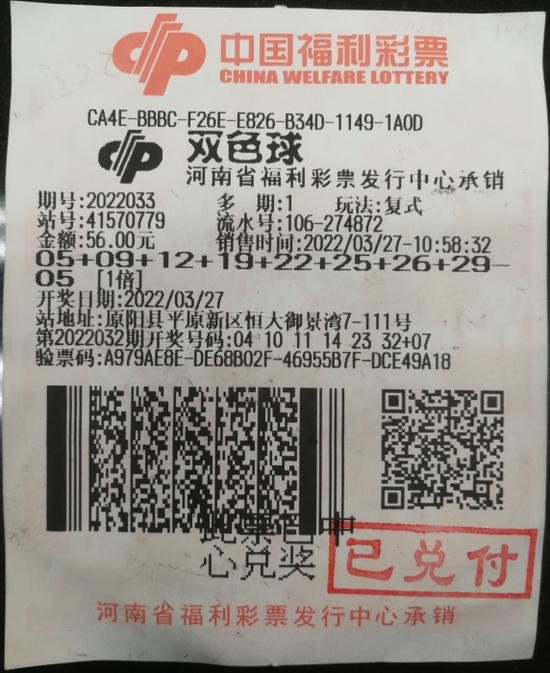 中国福利彩票
CHINA WELFARE LOTTERY
CA4E-BBBC-F26E-E826-B34D-1149-1A0D
双色球
河南省福利彩票发行中心承销
期号:2022033 多 期:1 玩法:复式
站号:41570779 流水号:106-274872
金额:56.00元 销售时间:2022/03/27-10:58:32
05+09+12+19+22+25+26+29-
05 [1倍]
开奖日期:2022/03/27
站地址:原阳县平原新区恒大御景湾7-111号
第2022032期开奖号码:04 10 11 14 23 32+07
验票码:A979AE8E-DE68B02F-46955B7F-DCE49A18
此票已中
心兑奖
已兑付
河南省福利彩票发行中心承销